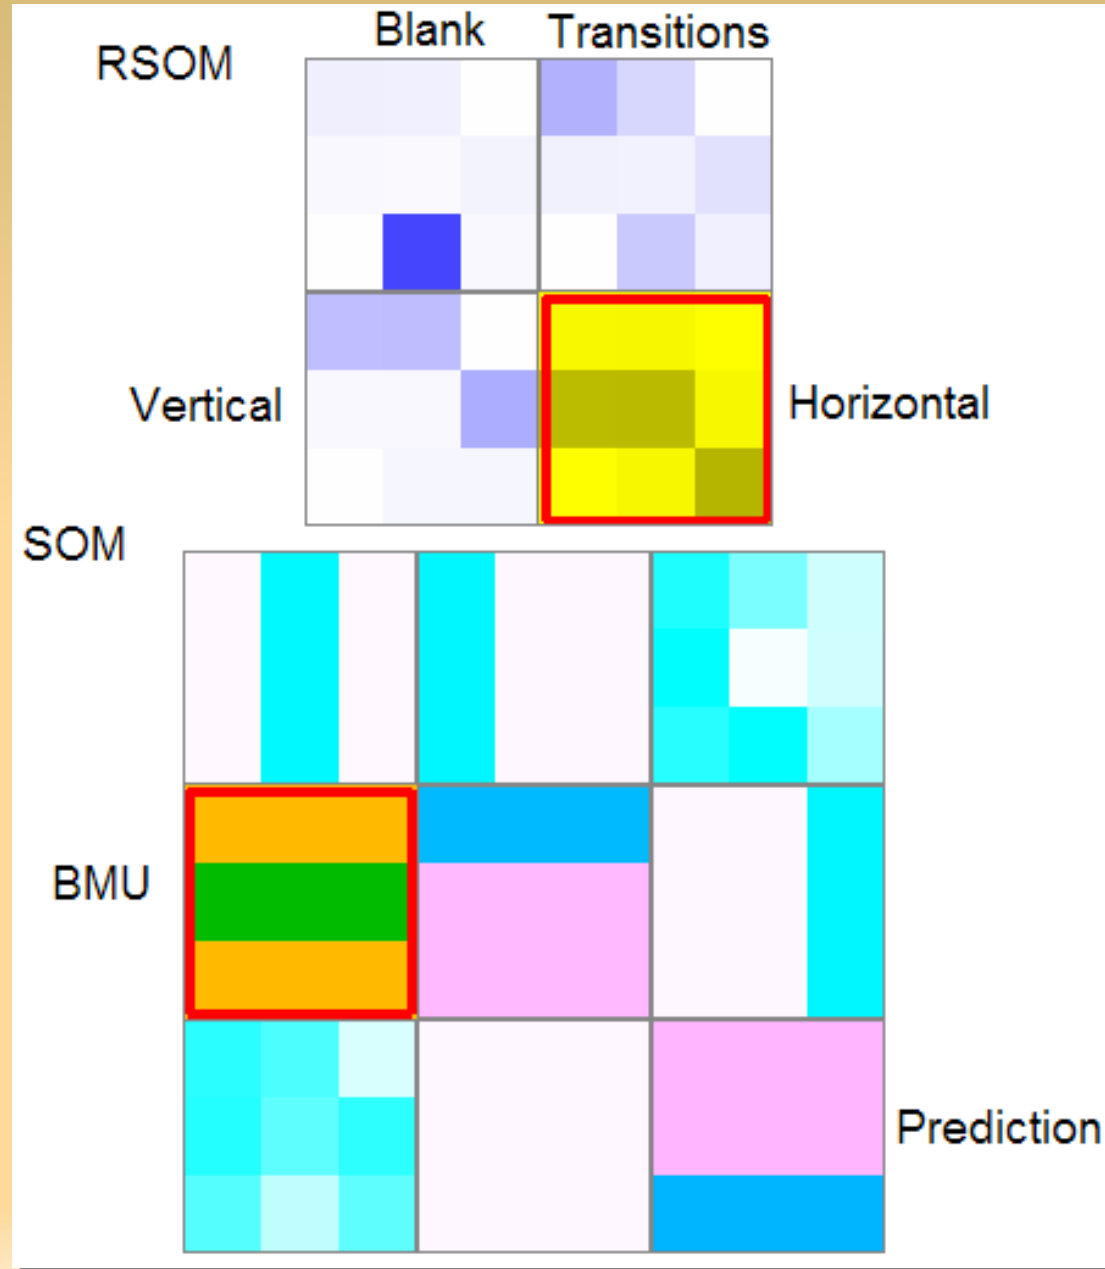 Blank Transitions
RSOM
Vertical
Horizontal
SOM
BMU
Prediction